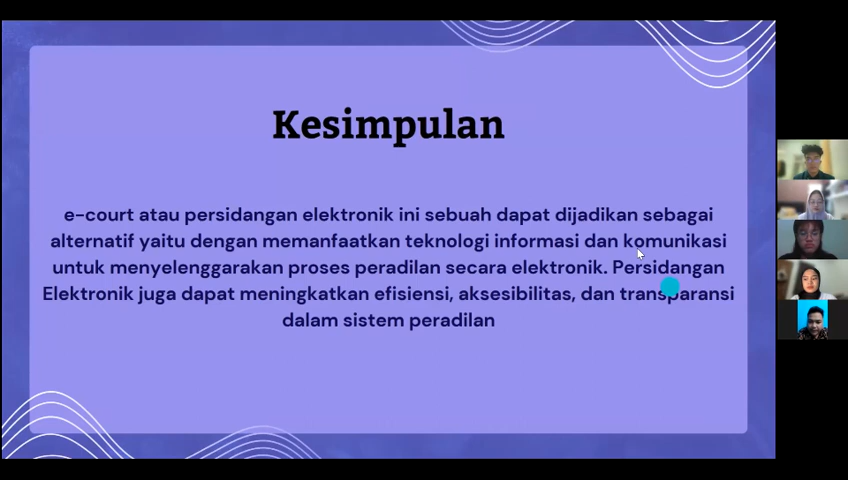 Kesimpulan
e-court atau persidangan elektronik ini sebuah dapat dijadikan sebagai
alternatif yaitu dengan memanfaatkan teknologi informasi dan komunikasi
untuk menyelenggarakan proses peradilan secara elektronik. Persidangan
Elektronik juga dapat meningkatkan efisiensi, aksesibilitas, dan transparansi
dalam sistem peradilan